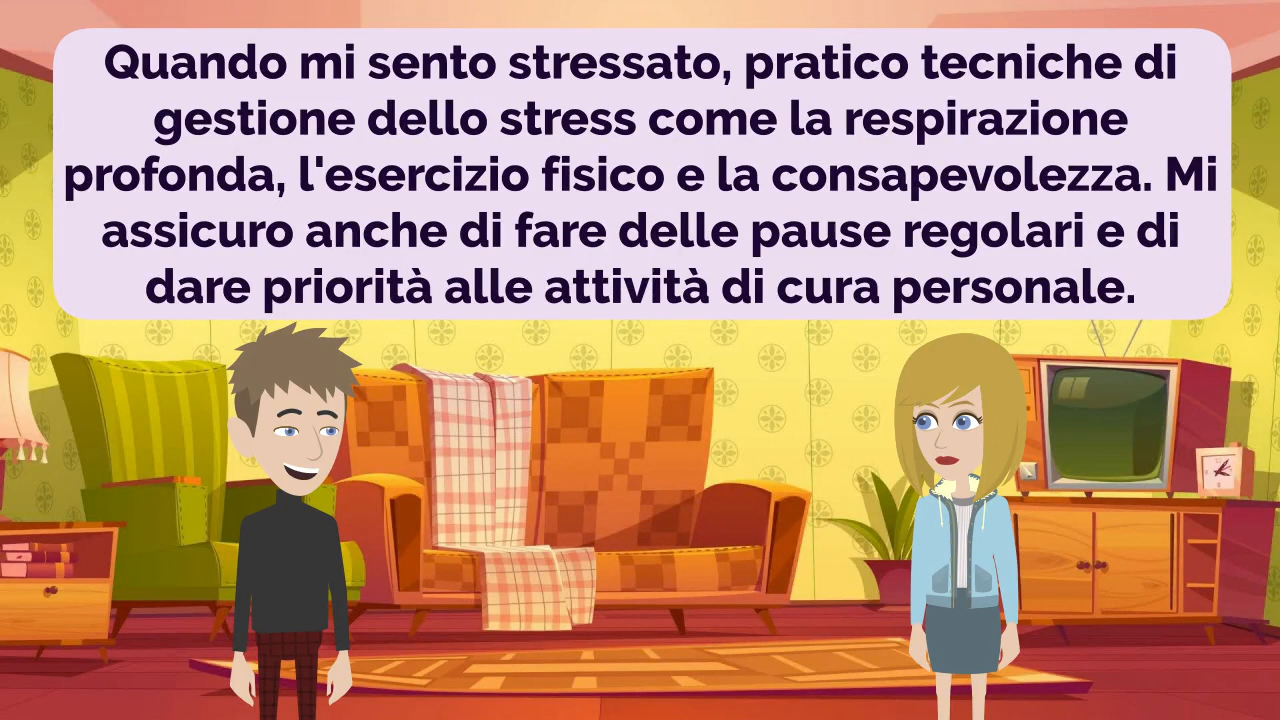 Quando mi sento stressato, pratico tecniche di
gestione dello stress come la respirazione
profonda, l'esercizio fisico e la consapevolezza. Mi
assicuro anche di fare delle pause regolari e di
dare priorità alle attività di cura personale.